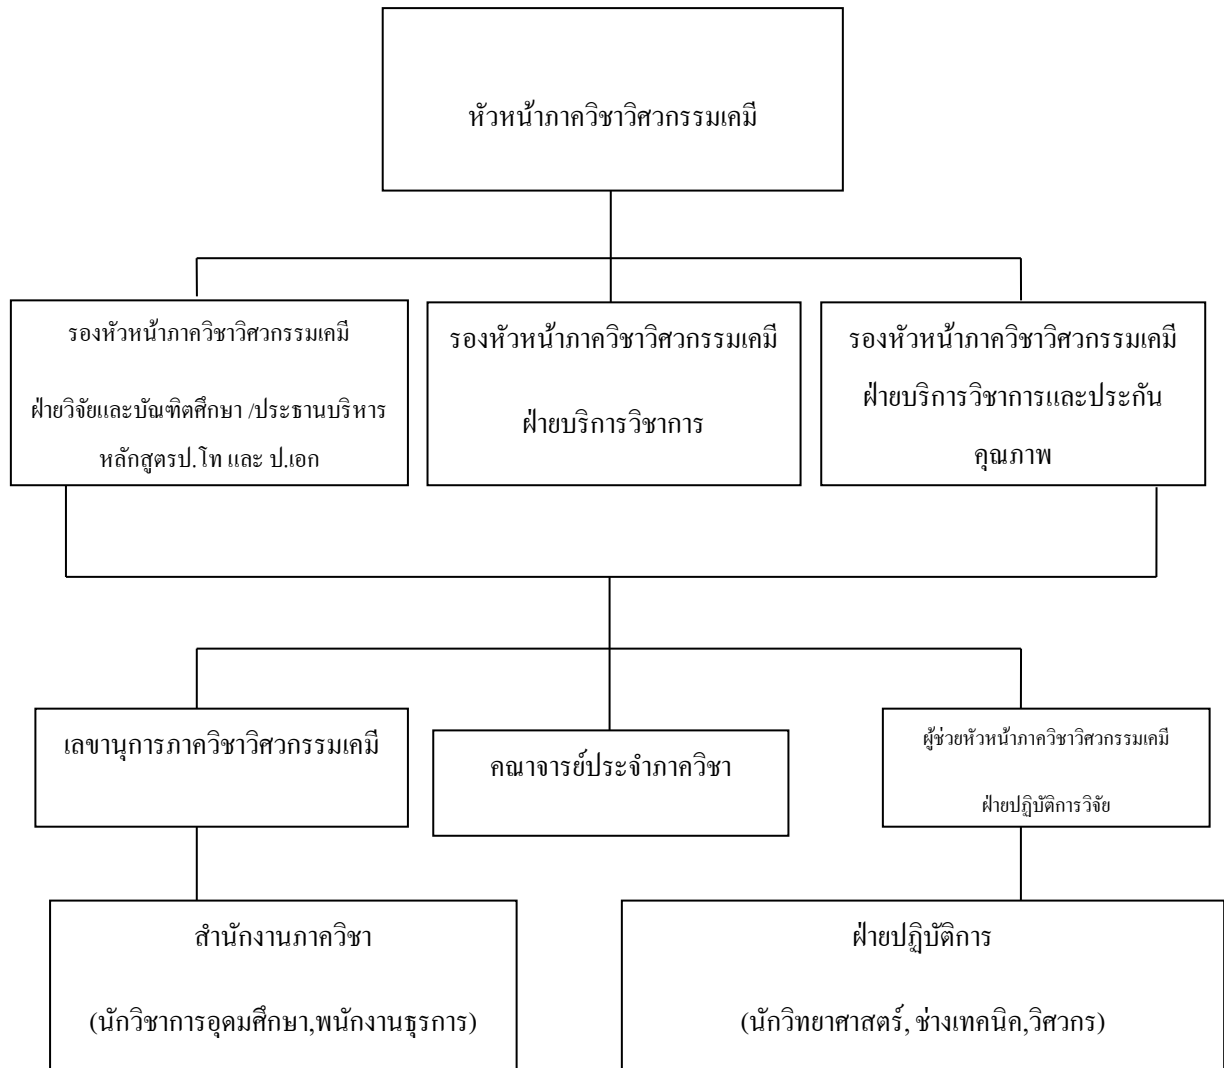 หัวหน้าภาควิชาวิศวกรรมเคมี
รองหัวหน้าภาควิชาวิศวกรรมเคมี
ฝ่ายวิจัยและบัณฑิตศึกษา /ประธานบริหาร
หลักสูตรป.โท และ ป.เอก
รองหัวหน้าภาควิชาวิศวกรรมเคมี
ฝ่ายบริการวิชาการ
รองหัวหน้าภาควิชาวิศวกรรมเคมี
ฝ่ายบริการวิชาการและประกัน
คุณภาพ
เลขานุการภาควิชาวิศวกรรมเคมี
คณาจารย์ประจำภาควิชา
ผู้ช่วยหัวหน้าภาควิชาวิศวกรรมเคมี
ฝ่ายปฏิบัติการวิจัย
สำนักงานภาควิชา
(นักวิชาการอุดมศึกษา,พนักงานธุรการ)
ฝ่ายปฏิบัติการ
(นักวิทยาศาสตร์, ช่างเทคนิค,วิศวกร)